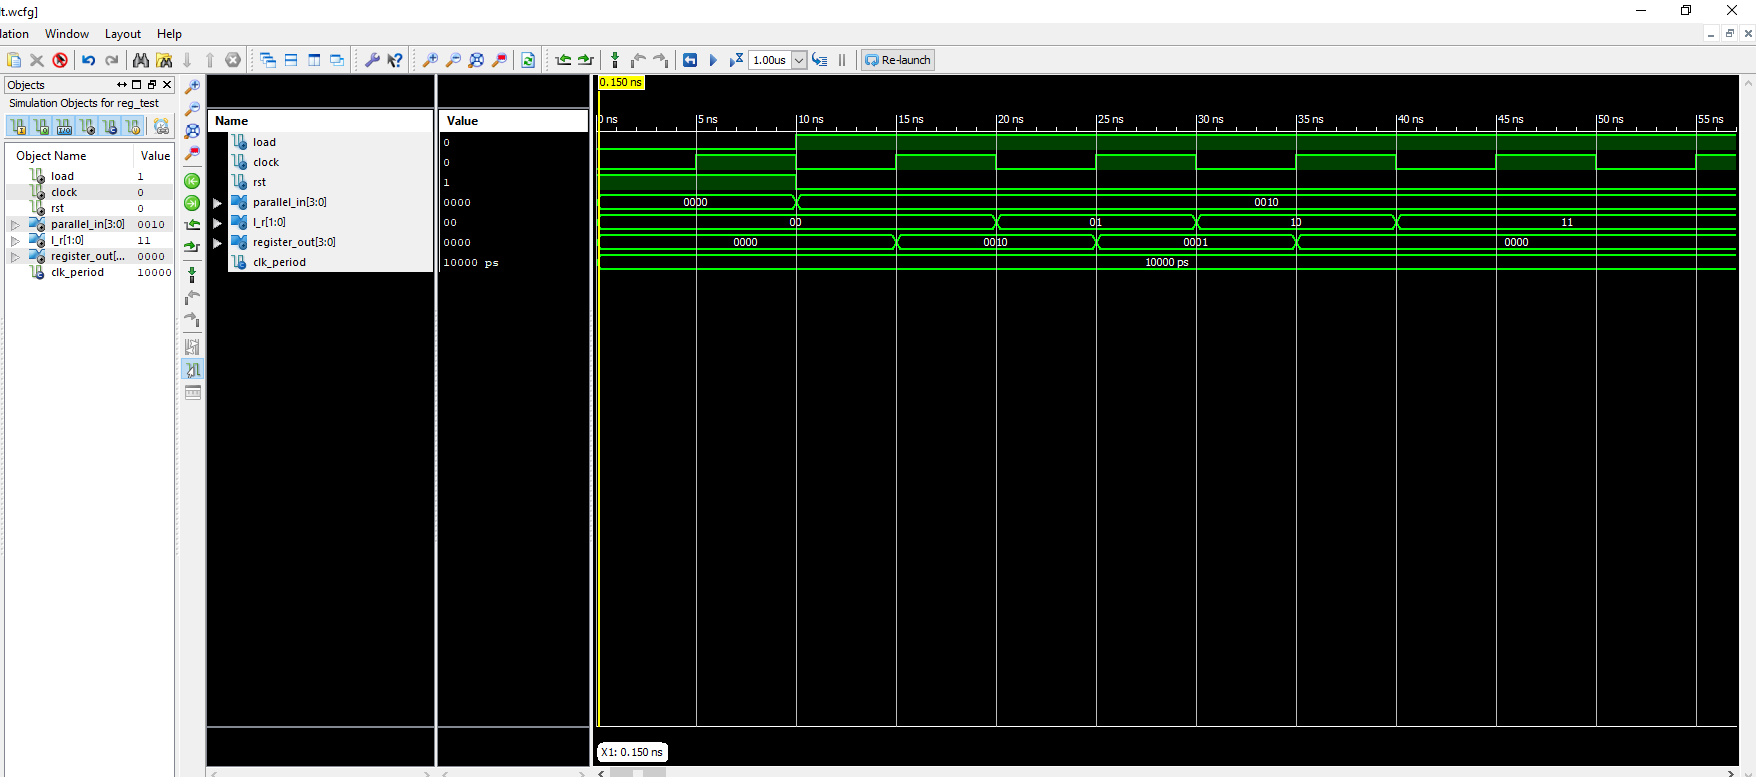 lt.wcfg]
lation Window Layout Help
1.00us Re-launch
Objects
Simulation Objects for reg_test
Object Name Value
load 1
clock 0
rst 0
parallel_in[3:0] 0010
l_r[1:0] 11
register_out[... 0000
clk_period 10000
Name Value
load 0
clock 0
rst 1
parallel_in[3:0] 0000
l_r[1:0] 00
register_out[3:0] 0000
clk_period 10000 ps
0.150 ns
0 ns 5 ns 10 ns 15 ns 20 ns 25 ns 30 ns 35 ns 40 ns 45 ns 50 ns 55 ns
0000 0010
00 01 10 11
0000 0010 0001 0000
10000 ps
X1: 0.150 ns